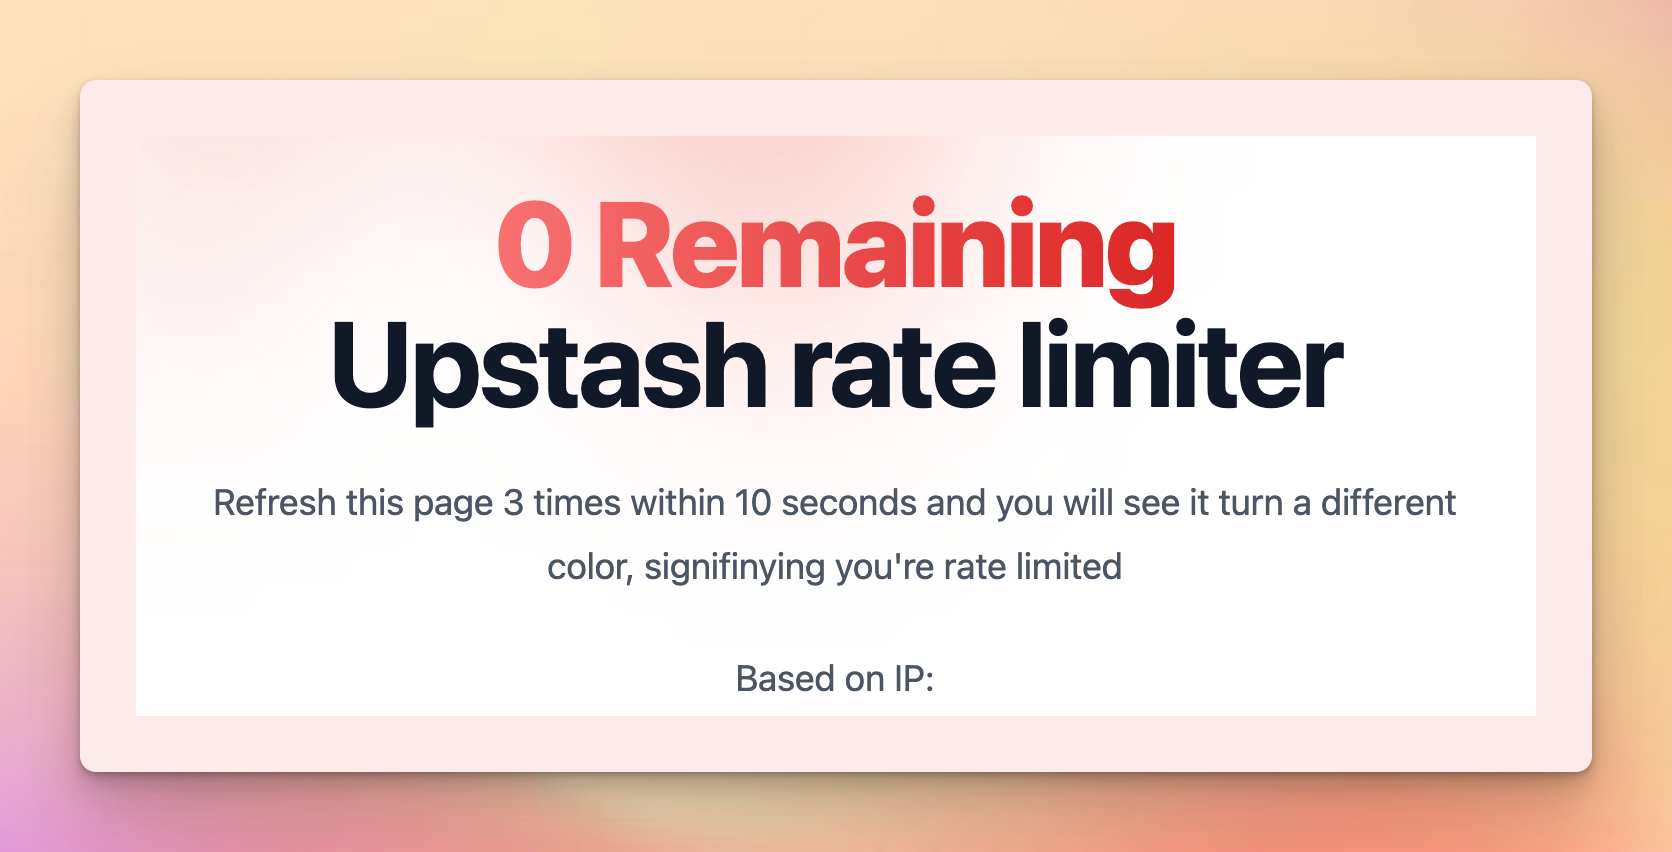 0 Remaining
Upstash rate limiter
Refresh this page 3 times within 10 seconds and you will see it turn a different
color, signifinying you're rate limited
Based on IP: